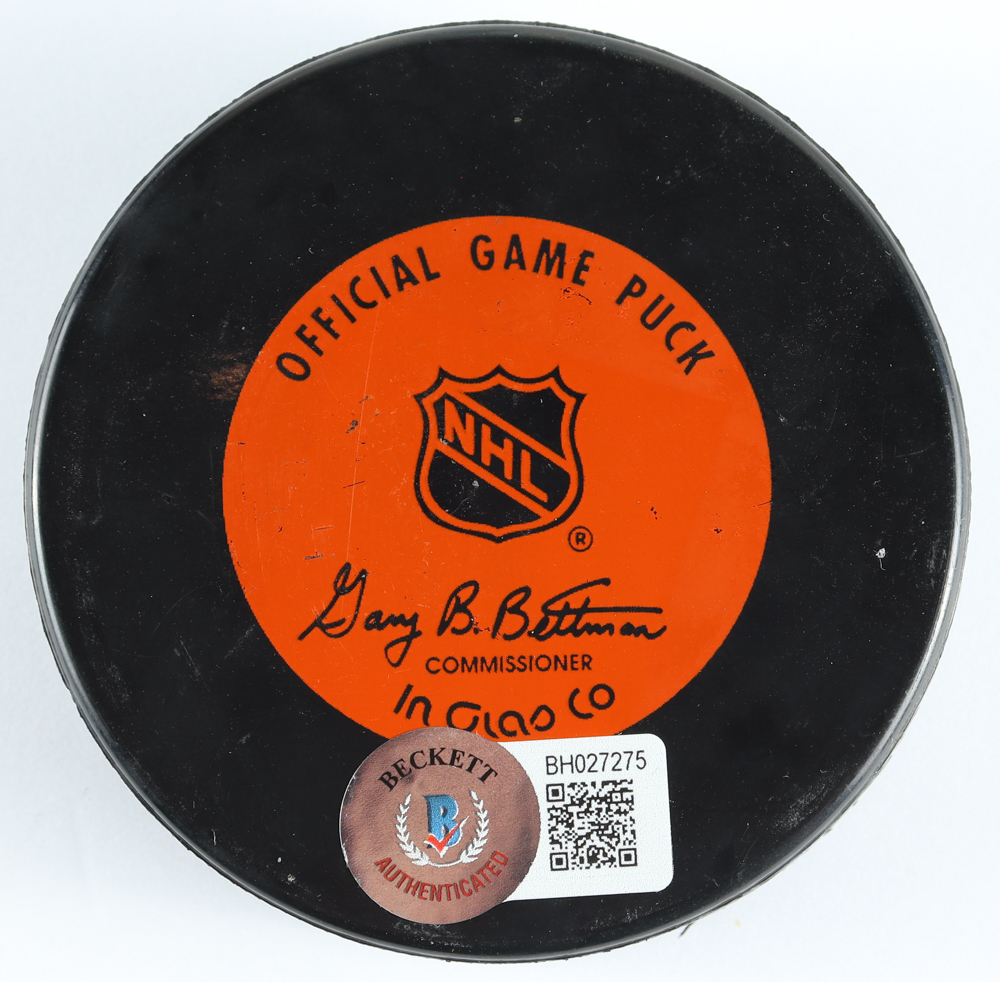 OFFICIAL GAME PUCK
NHL
®
Gary B. Bettman
COMMISSIONER
In Glas Co
BECKETT
B
AUTHENTICATED
BH027275